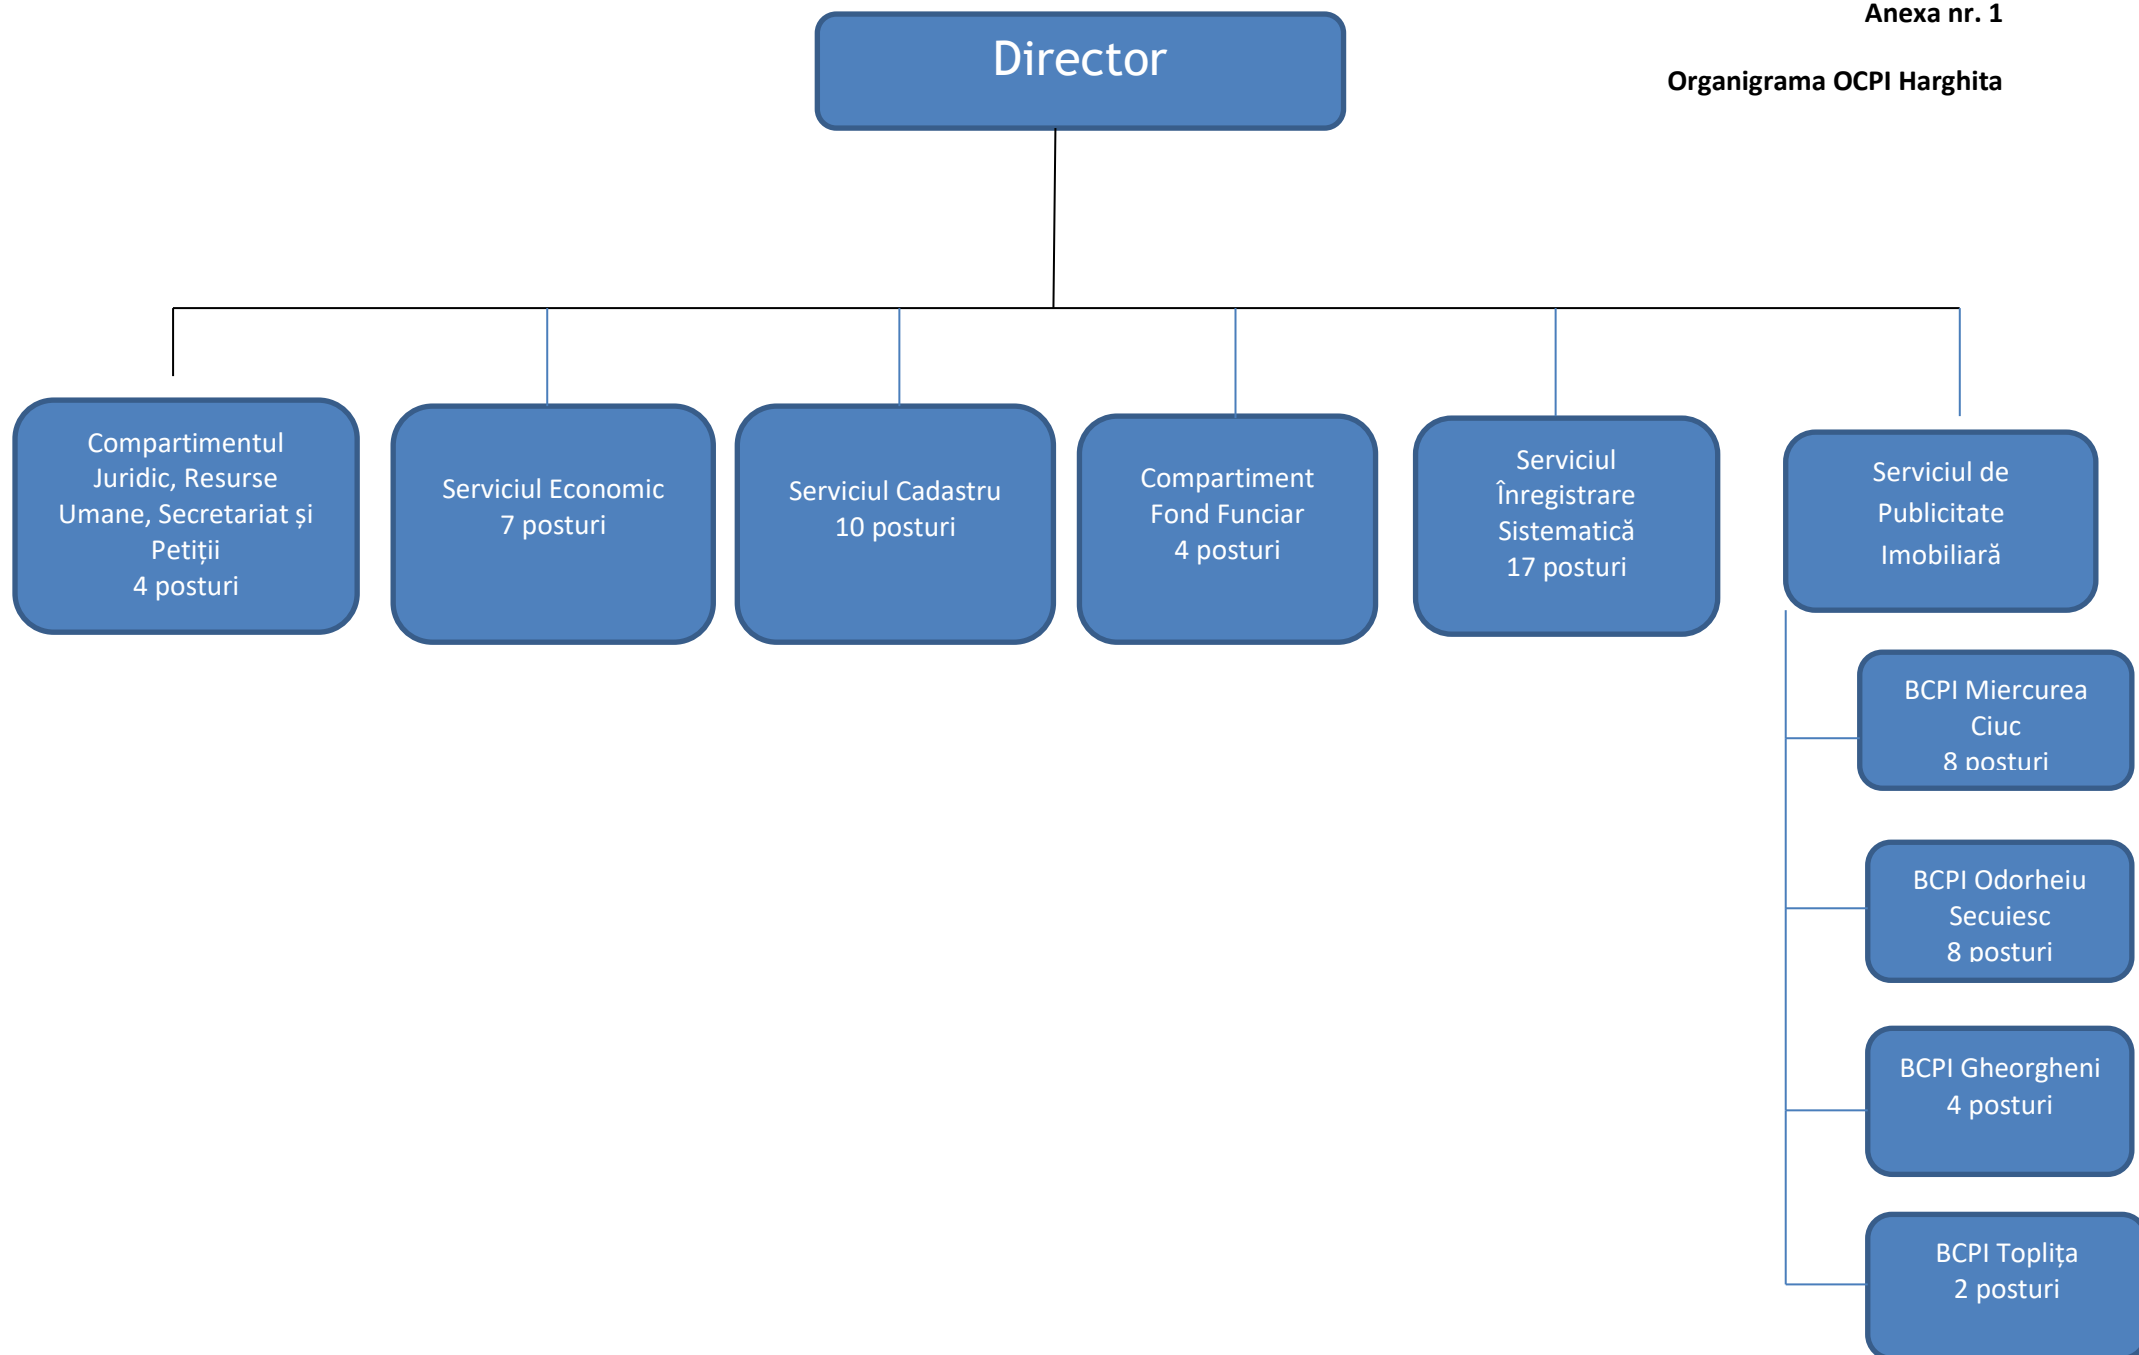 Anexa nr. 1
Organigrama OCPI Harghita
Director
Compartimentul
Juridic, Resurse
Umane, Secretariat și
Petiții
4 posturi
Serviciul Economic
7 posturi
Serviciul Cadastru
10 posturi
Compartiment
Fond Funciar
4 posturi
Serviciul
Înregistrare
Sistematică
17 posturi
Serviciul de
Publicitate
Imobiliară
BCPI Miercurea
Ciuc
8 posturi
BCPI Odorheiu
Secuiesc
8 posturi
BCPI Gheorgheni
4 posturi
BCPI Toplița
2 posturi